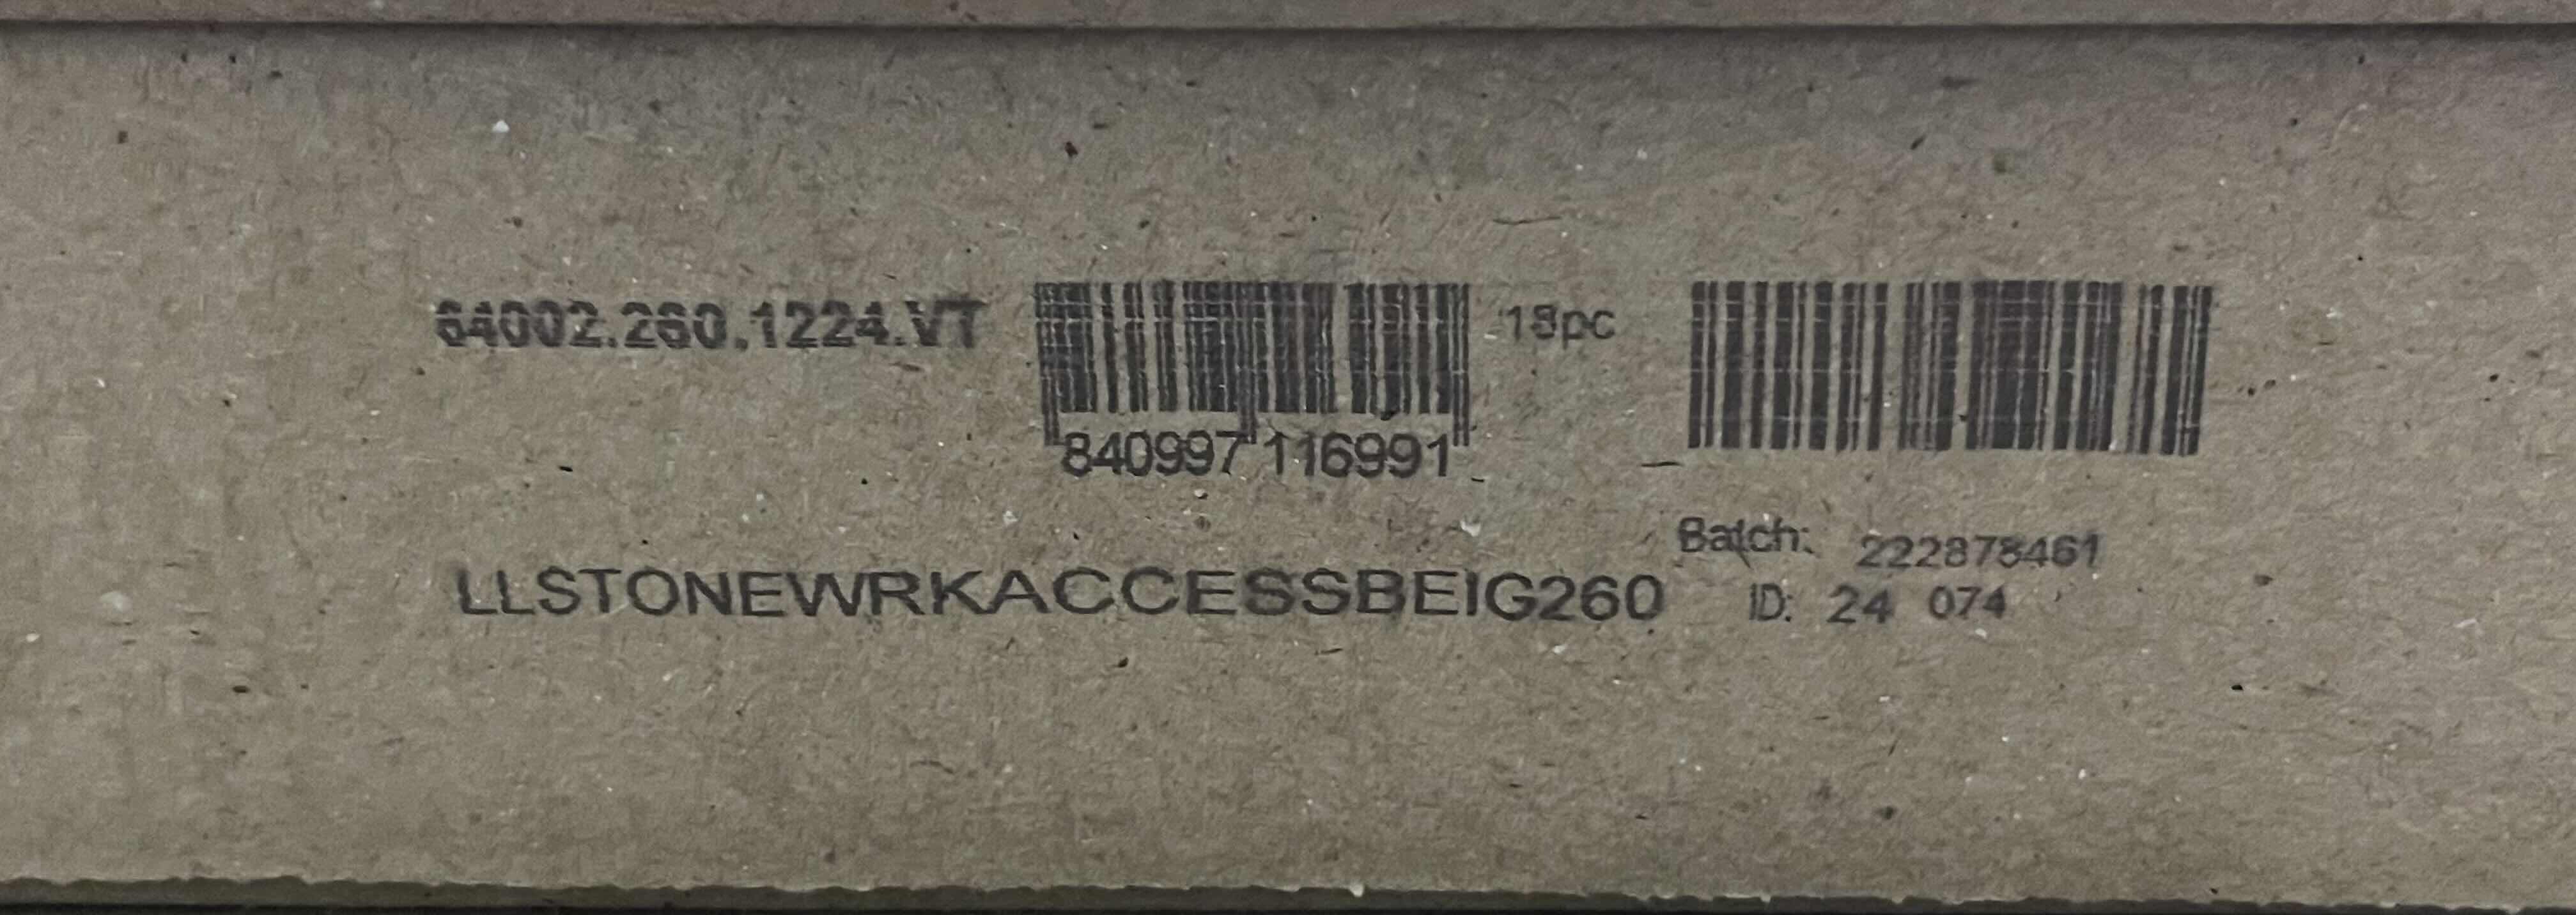 64002.260.1224.VT
840997 116991
18pc
Batch: 222878461
LLSTONEWRKACCESSBEIG260
ID: 24 074